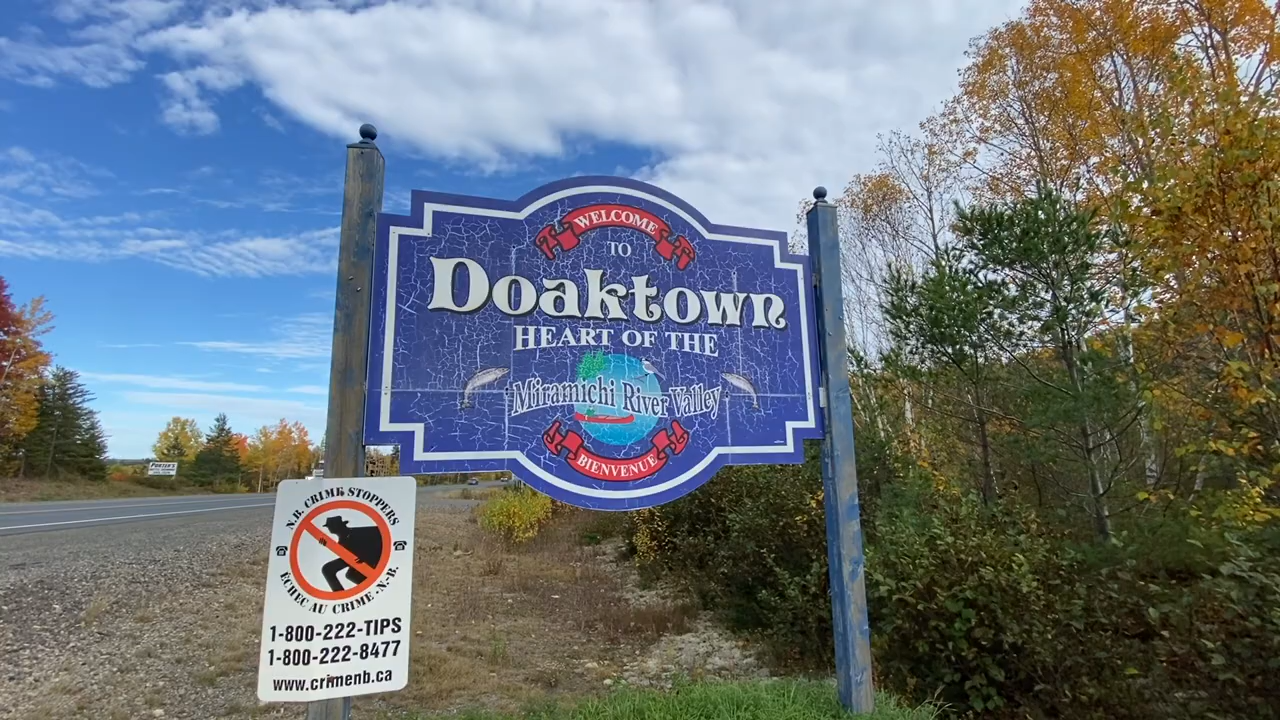 WELCOME
TO
Doaktown
HEART OF THE
Miramichi River Valley
BIENVENUE
N.B. CRIME STOPPERS
ÉCHEC AU CRIME -N.-B.
1-800-222-TIPS
1-800-222-8477
www.crimenb.ca
PORTER'S